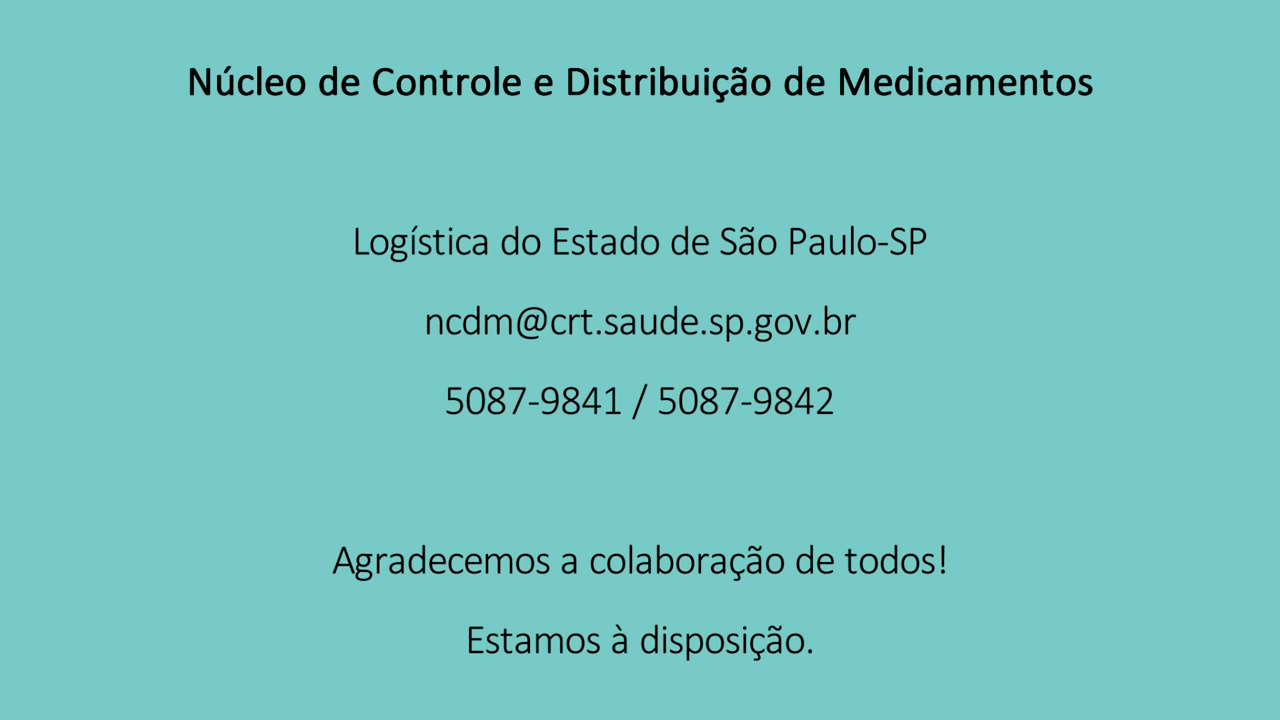 Núcleo de Controle e Distribuição de Medicamentos
Logística do Estado de São Paulo-SP
ncdm@crt.saude.sp.gov.br
5087-9841 / 5087-9842
Agradecemos a colaboração de todos!
Estamos à disposição.